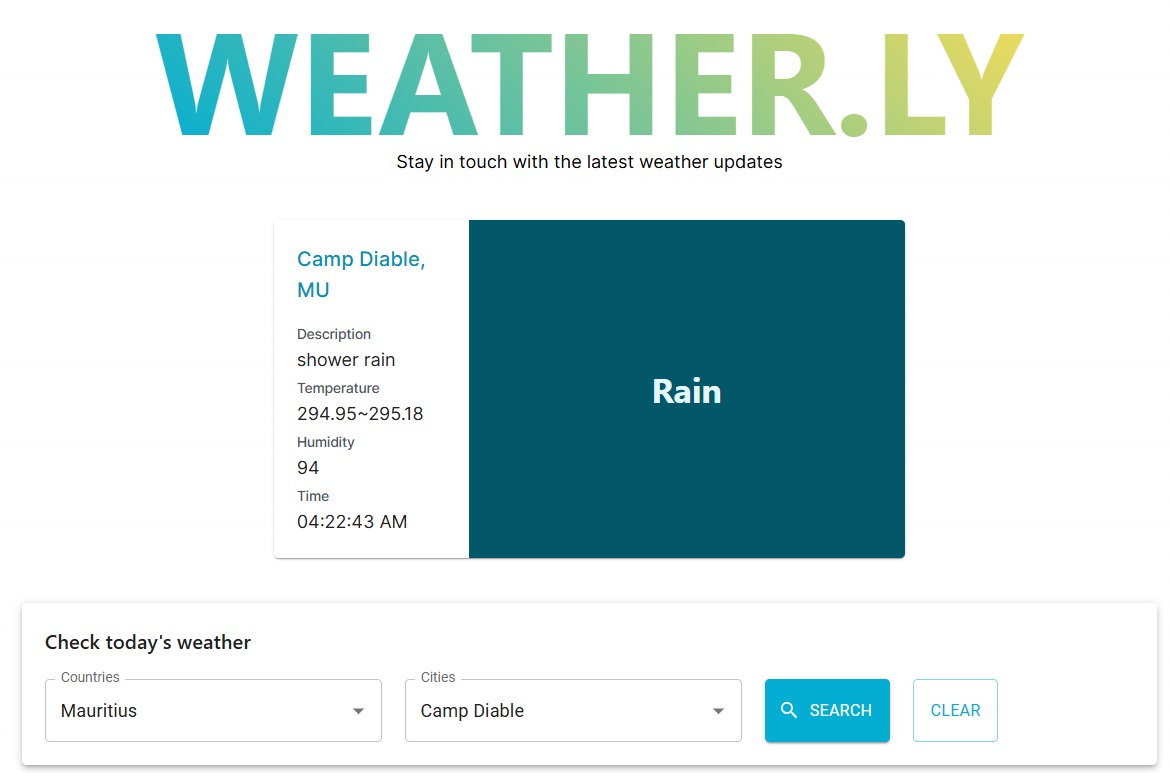 WEATHER.LY
Stay in touch with the latest weather updates
Camp Diable,
MU
Description
shower rain
Temperature
294.95~295.18
Humidity
94
Time
04:22:43 AM
Rain
Check today's weather
Countries
Mauritius
Cities
Camp Diable
SEARCH
CLEAR